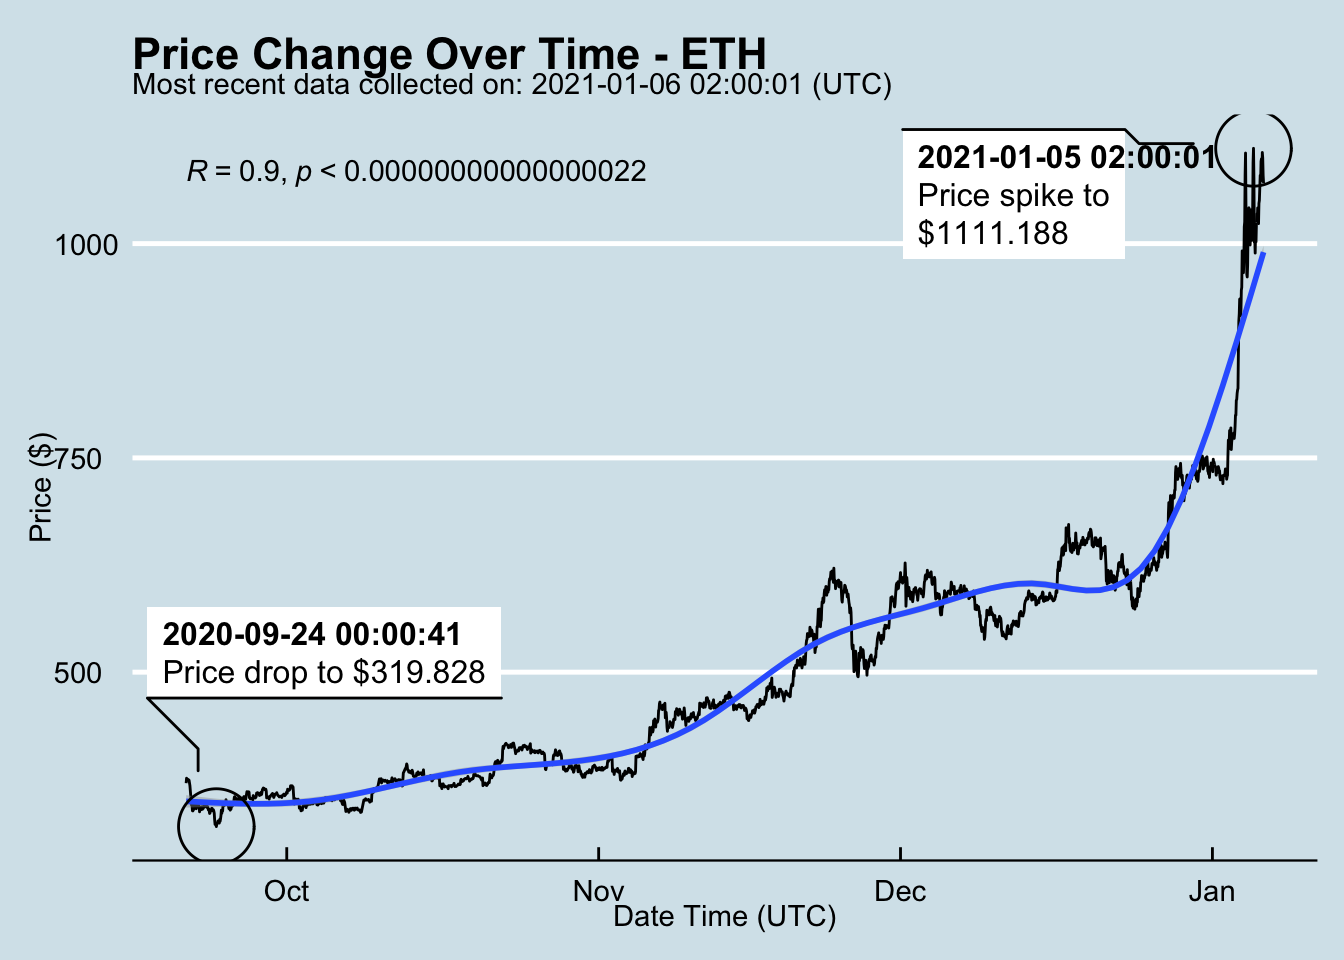 Price Change Over Time - ETH
Most recent data collected on: 2021-01-06 02:00:01 (UTC)
R = 0.9, p < 0.00000000000000022
2021-01-05 02:00:01
Price spike to
$1111.188
1000
750
500
Price ($)
2020-09-24 00:00:41
Price drop to $319.828
Oct
Nov
Dec
Jan
Date Time (UTC)